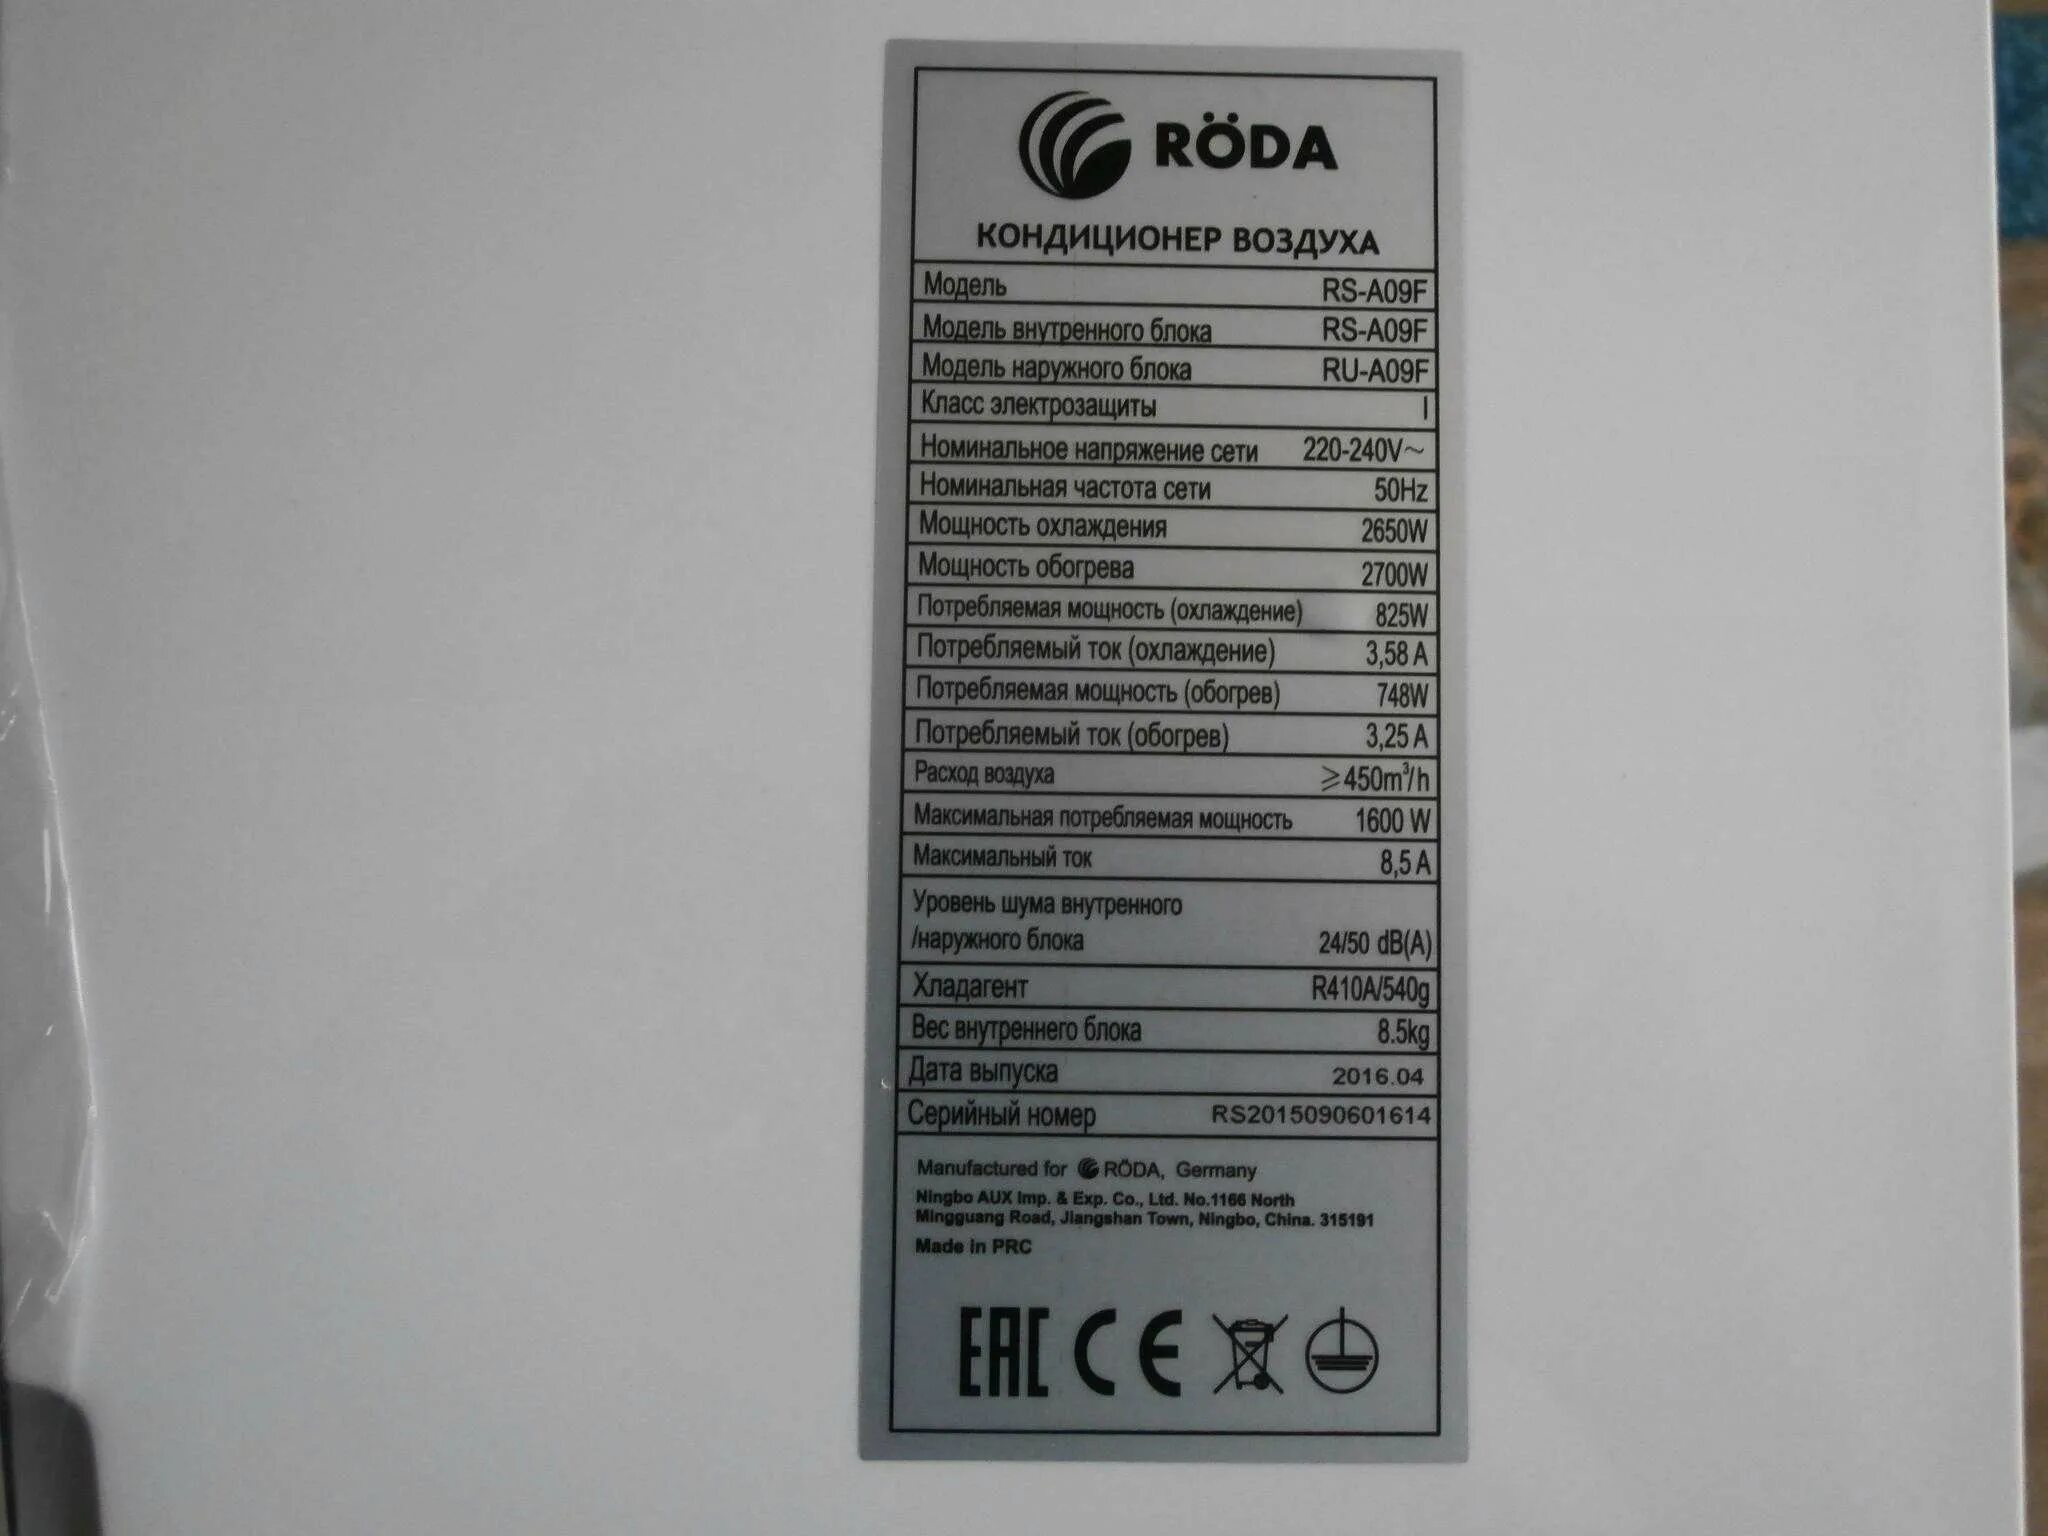 RÖDA
КОНДИЦИОНЕР ВОЗДУХА
Модель RS-A09F
Модель внутренного блока RS-A09F
Модель наружного блока RU-A09F
Класс электрозащиты I
Номинальное напряжение сети 220-240V~
Номинальная частота сети 50Hz
Мощность охлаждения 2650W
Мощность обогрева 2700W
Потребляемая мощность (охлаждение) 825W
Потребляемый ток (охлаждение) 3,58 A
Потребляемая мощность (обогрев) 748W
Потребляемый ток (обогрев) 3,25 A
Расход воздуха ≥450m³/h
Максимальная потребляемая мощность 1600 W
Максимальный ток 8,5 A
Уровень шума внутренного
/наружного блока 24/50 dB(A)
Хладагент R410A/540g
Вес внутреннего блока 8.5kg
Дата выпуска 2016.04
Серийный номер RS2015090601614
Manufactured for RÖDA, Germany
Ningbo AUX Imp. & Exp. Co., Ltd. No.1166 North
Mingguang Road, Jiangshan Town, Ningbo, China. 315191
Made in PRC
EAC CE